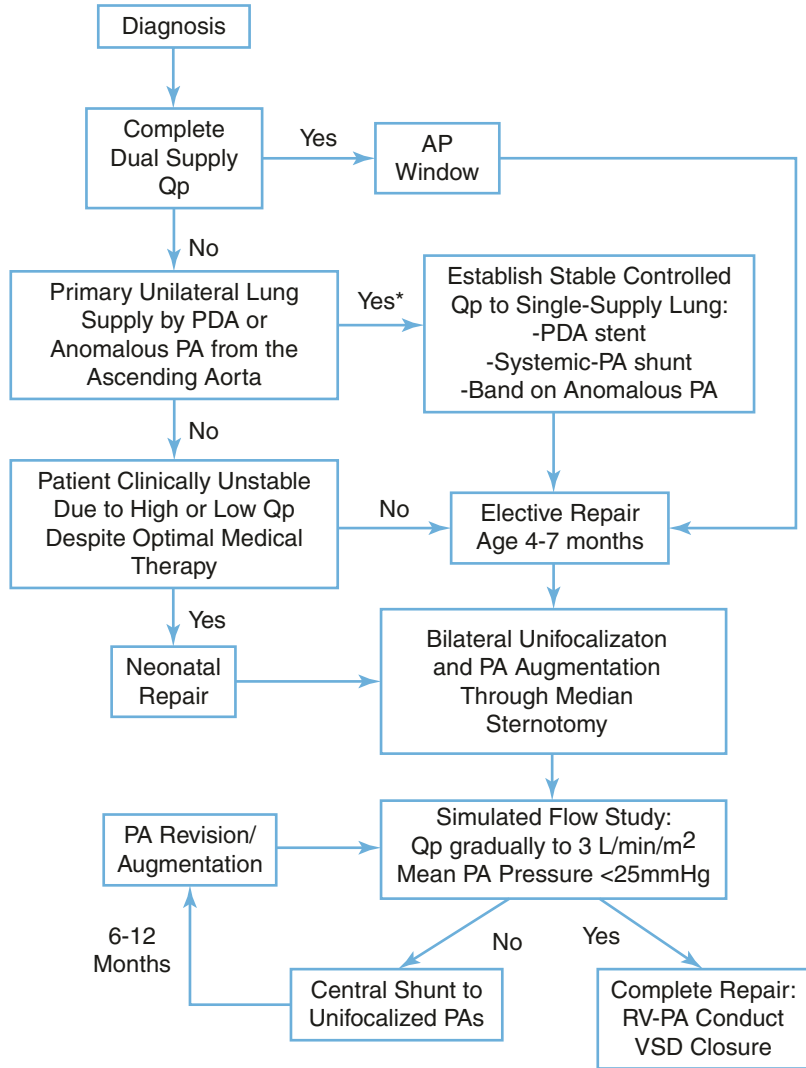 Diagnosis
Complete
Dual Supply
Qp
Yes
AP
Window
No
Primary Unilateral Lung
Supply by PDA or
Anomalous PA from the
Ascending Aorta
Yes*
Establish Stable Controlled
Qp to Single-Supply Lung:
-PDA stent
-Systemic-PA shunt
-Band on Anomalous PA
No
Patient Clinically Unstable
Due to High or Low Qp
Despite Optimal Medical
Therapy
No
Elective Repair
Age 4-7 months
Yes
Neonatal
Repair
Bilateral Unifocalizaton
and PA Augmentation
Through Median
Sternotomy
Simulated Flow Study:
Qp gradually to 3 L/min/m2
Mean PA Pressure <25mmHg
PA Revision/
Augmentation
6-12
Months
No
Yes
Central Shunt to
Unifocalized PAs
Complete Repair:
RV-PA Conduct
VSD Closure